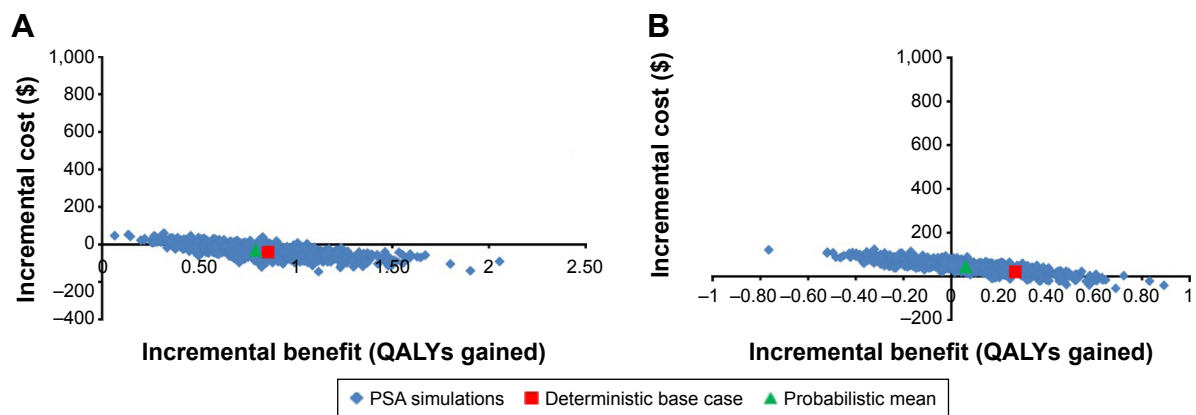 A
Incremental cost ($)
1,000
800
600
400
200
0
–200
–400
0 0.50 1 1.50 2 2.50
Incremental benefit (QALYs gained)
B
Incremental cost ($)
1,000
800
600
400
200
–200
–1 –0.80 –0.60 –0.40 –0.20 0 0.20 0.40 0.60 0.80 1
Incremental benefit (QALYs gained)
PSA simulations Deterministic base case Probabilistic mean